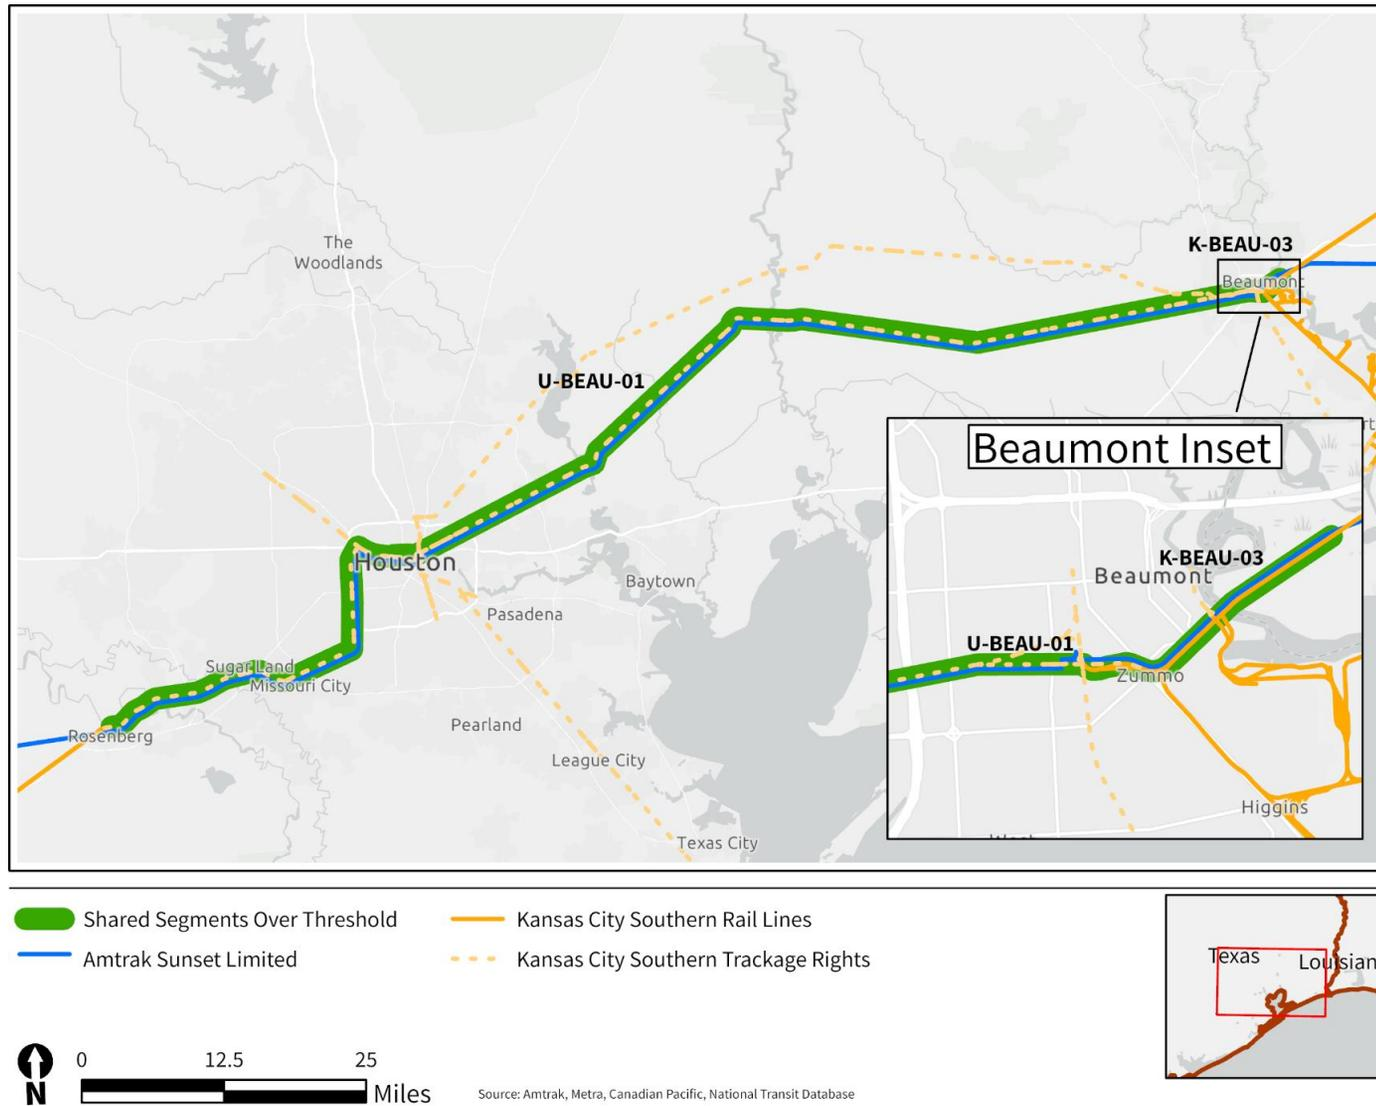 The
Woodlands
K-BEAU-03
Beaumont
U-BEAU-01
Beaumont Inset
K-BEAU-03
Beaumont
U-BEAU-01
Zummo
Higgins
Houston
Baytown
Pasadena
Sugar Land
Missouri City
Rosenberg
Pearland
League City
Texas City
Shared Segments Over Threshold
Kansas City Southern Rail Lines
Amtrak Sunset Limited
Kansas City Southern Trackage Rights
Texas
Louisian
N
0 12.5 25
Miles
Source: Amtrak, Metra, Canadian Pacific, National Transit Database